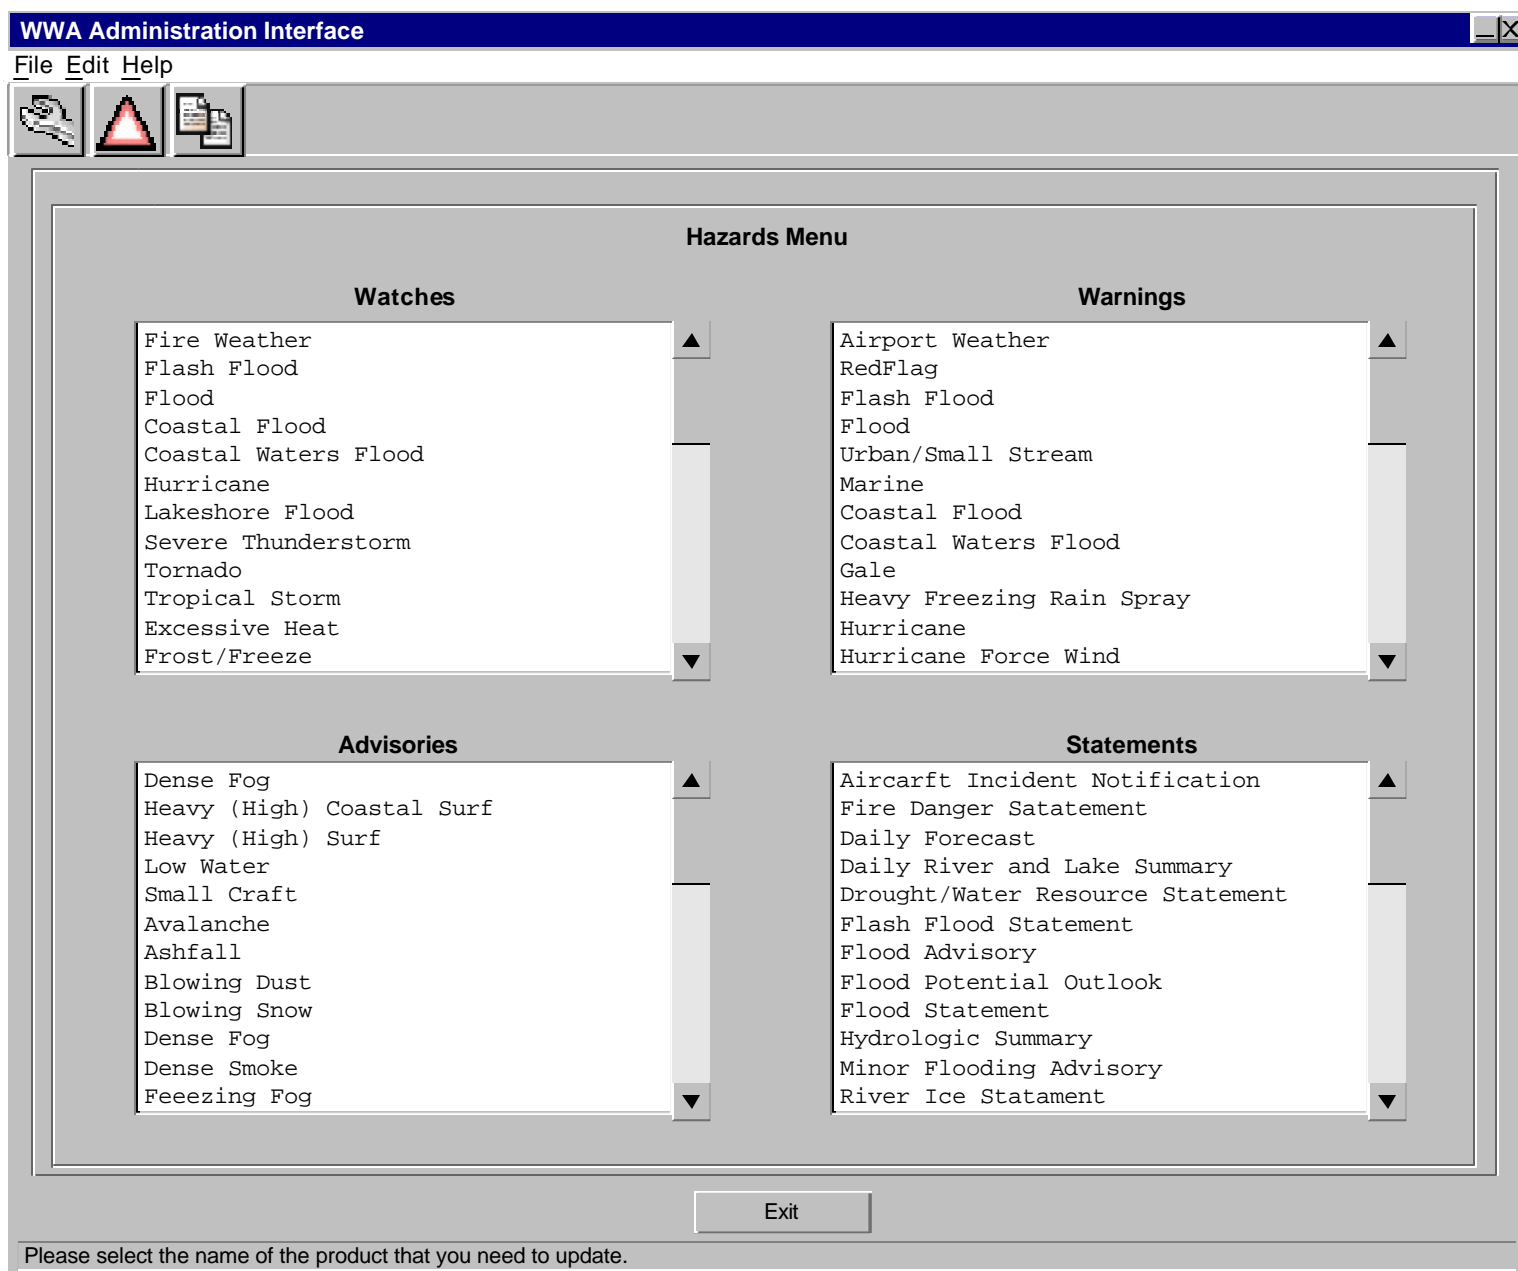 WWA Administration Interface
File Edit Help
Hazards Menu
Watches
Fire Weather
Flash Flood
Flood
Coastal Flood
Coastal Waters Flood
Hurricane
Lakeshore Flood
Severe Thunderstorm
Tornado
Tropical Storm
Excessive Heat
Frost/Freeze
Warnings
Airport Weather
RedFlag
Flash Flood
Flood
Urban/Small Stream
Marine
Coastal Flood
Coastal Waters Flood
Gale
Heavy Freezing Rain Spray
Hurricane
Hurricane Force Wind
Advisories
Dense Fog
Heavy (High) Coastal Surf
Heavy (High) Surf
Low Water
Small Craft
Avalanche
Ashfall
Blowing Dust
Blowing Snow
Dense Fog
Dense Smoke
Feeezing Fog
Statements
Aircarft Incident Notification
Fire Danger Satatement
Daily Forecast
Daily River and Lake Summary
Drought/Water Resource Statement
Flash Flood Statement
Flood Advisory
Flood Potential Outlook
Flood Statement
Hydrologic Summary
Minor Flooding Advisory
River Ice Statament
Exit
Please select the name of the product that you need to update.